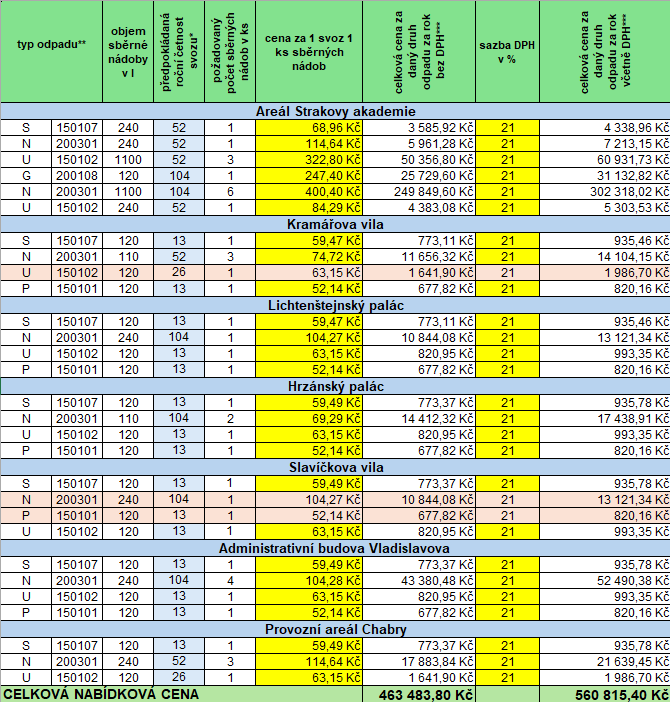 typ odpadu** objem sběrné nádoby v l předpokládaná roční četnost svozu* požadovaný počet sběrných nádob v ks cena za 1 svoz 1 ks sběrných nádob celková cena za daný druh odpadu za rok bez DPH*** sazba DPH v % celková cena za daný druh odpadu za rok včetně DPH***
Areál Strakovy akademie
S 150107 240 52 1 68,96 Kč 3 585,92 Kč 21 4 338,96 Kč
N 200301 240 52 1 114,64 Kč 5 961,28 Kč 21 7 213,15 Kč
U 150102 1100 52 3 322,80 Kč 50 356,80 Kč 21 60 931,73 Kč
G 200108 120 104 1 247,40 Kč 25 729,60 Kč 21 31 132,82 Kč
N 200301 1100 104 6 400,40 Kč 249 849,60 Kč 21 302 318,02 Kč
U 150102 240 52 1 84,29 Kč 4 383,08 Kč 21 5 303,53 Kč
Kramářova vila
S 150107 120 13 1 59,47 Kč 773,11 Kč 21 935,46 Kč
N 200301 110 52 3 74,72 Kč 11 656,32 Kč 21 14 104,15 Kč
U 150102 120 26 1 63,15 Kč 1 641,90 Kč 21 1 986,70 Kč
P 150101 120 13 1 52,14 Kč 677,82 Kč 21 820,16 Kč
Lichtenštejnský palác
S 150107 120 13 1 59,47 Kč 773,11 Kč 21 935,46 Kč
N 200301 240 104 1 104,27 Kč 10 844,08 Kč 21 13 121,34 Kč
U 150102 120 13 1 63,15 Kč 820,95 Kč 21 993,35 Kč
P 150101 120 13 1 52,14 Kč 677,82 Kč 21 820,16 Kč
Hrzánský palác
S 150107 120 13 1 59,49 Kč 773,37 Kč 21 935,78 Kč
N 200301 110 104 2 69,29 Kč 14 412,32 Kč 21 17 438,91 Kč
U 150102 120 13 1 63,15 Kč 820,95 Kč 21 993,35 Kč
P 150101 120 13 1 52,14 Kč 677,82 Kč 21 820,16 Kč
Slavíčkova vila
S 150107 120 13 1 59,49 Kč 773,37 Kč 21 935,78 Kč
N 200301 240 104 1 104,27 Kč 10 844,08 Kč 21 13 121,34 Kč
P 150101 120 13 1 52,14 Kč 677,82 Kč 21 820,16 Kč
U 150102 120 13 1 63,15 Kč 820,95 Kč 21 993,35 Kč
Administrativní budova Vladislavova
S 150107 120 13 1 59,49 Kč 773,37 Kč 21 935,78 Kč
N 200301 240 104 4 104,28 Kč 43 380,48 Kč 21 52 490,38 Kč
U 150102 120 13 1 63,15 Kč 820,95 Kč 21 993,35 Kč
P 150101 120 13 1 52,14 Kč 677,82 Kč 21 820,16 Kč
Provozní areál Chabry
S 150107 120 13 1 59,49 Kč 773,37 Kč 21 935,78 Kč
N 200301 240 52 3 114,64 Kč 17 883,84 Kč 21 21 639,45 Kč
U 150102 120 26 1 63,15 Kč 1 641,90 Kč 21 1 986,70 Kč
CELKOVÁ NABÍDKOVÁ CENA 463 483,80 Kč 560 815,40 Kč